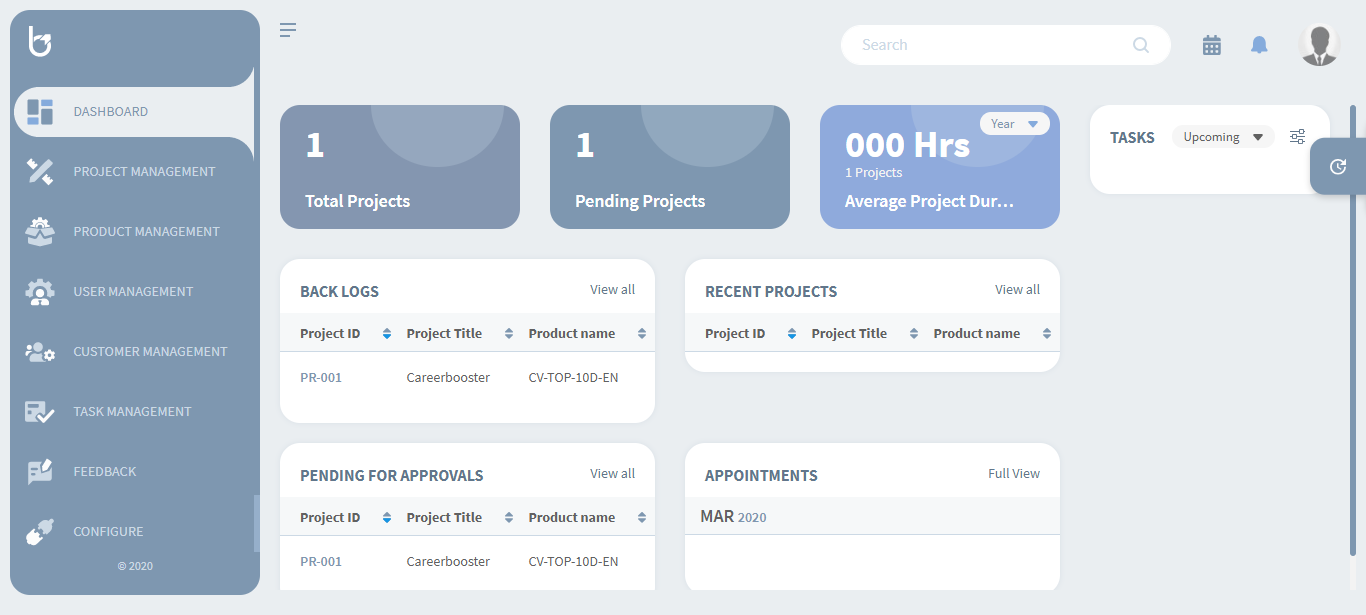 DASHBOARD
PROJECT MANAGEMENT
PRODUCT MANAGEMENT
USER MANAGEMENT
CUSTOMER MANAGEMENT
TASK MANAGEMENT
FEEDBACK
CONFIGURE
© 2020
Search
1
Total Projects
1
Pending Projects
Year
000 Hrs
1 Projects
Average Project Dur...
TASKS Upcoming
BACK LOGS View all
Project ID Project Title Product name
PR-001 Careerbooster CV-TOP-10D-EN
RECENT PROJECTS View all
Project ID Project Title Product name
PENDING FOR APPROVALS View all
Project ID Project Title Product name
PR-001 Careerbooster CV-TOP-10D-EN
APPOINTMENTS Full View
MAR 2020